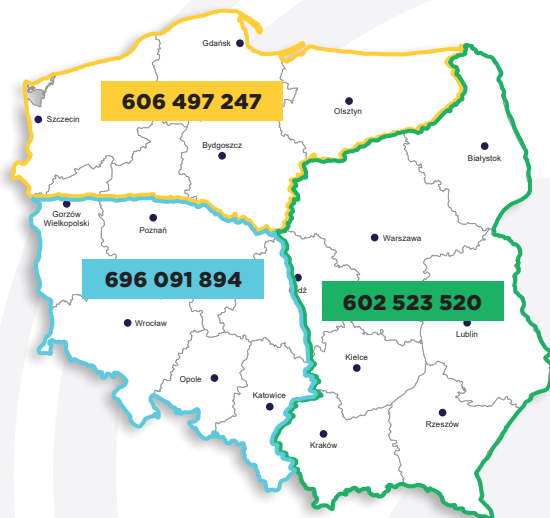 Gdańsk
606 497 247
Szczecin
Olsztyn
Bydgoszcz
Białystok
Gorzów
Wielkopolski
Poznań
Warszawa
696 091 894
602 523 520
Wrocław
Lublin
Kielce
Opole
Katowice
Rzeszów
Kraków